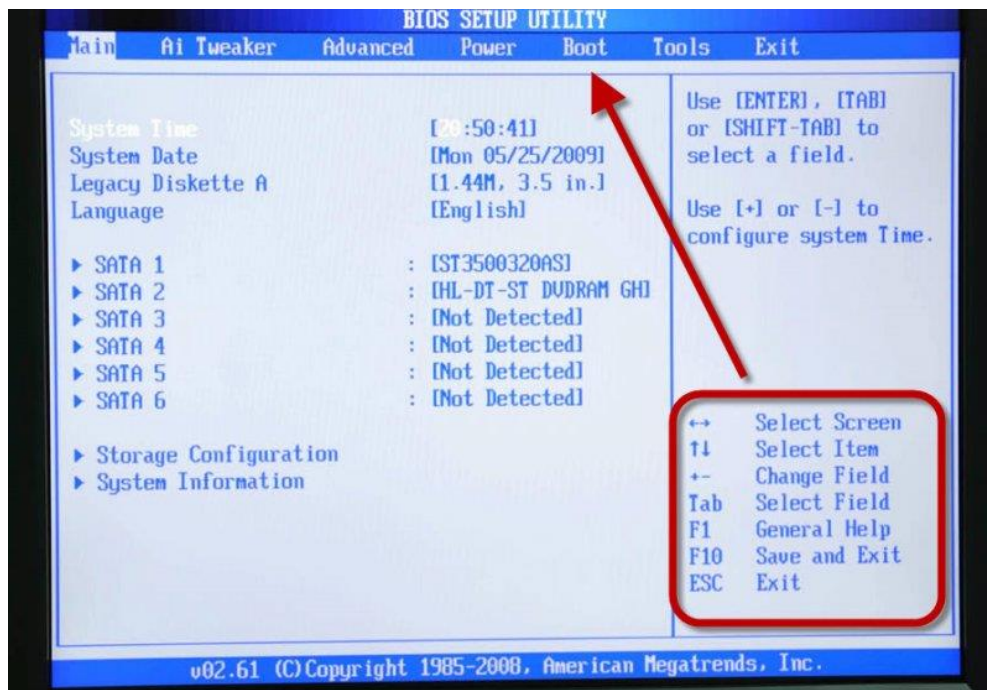 BIOS SETUP UTILITY
Main Ai Tweaker Advanced Power Boot Tools Exit
System Time [20:50:41]
System Date [Mon 05/25/2009]
Legacy Diskette A [1.44M, 3.5 in.]
Language [English]
▶ SATA 1 : [ST3500320AS]
▶ SATA 2 : [HL-DT-ST DVDRAM GH]
▶ SATA 3 : [Not Detected]
▶ SATA 4 : [Not Detected]
▶ SATA 5 : [Not Detected]
▶ SATA 6 : [Not Detected]
▶ Storage Configuration
▶ System Information
Use [ENTER], [TAB]
or [SHIFT-TAB] to
select a field.
Use [+] or [-] to
configure system Time.
↔ Select Screen
↑↓ Select Item
+- Change Field
Tab Select Field
F1 General Help
F10 Save and Exit
ESC Exit
v02.61 (C)Copyright 1985-2008, American Megatrends, Inc.